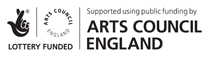 ARTS COUNCIL
ENGLAND
LOTTERY FUNDED
Supported using public funding by
ARTS COUNCIL
ENGLAND